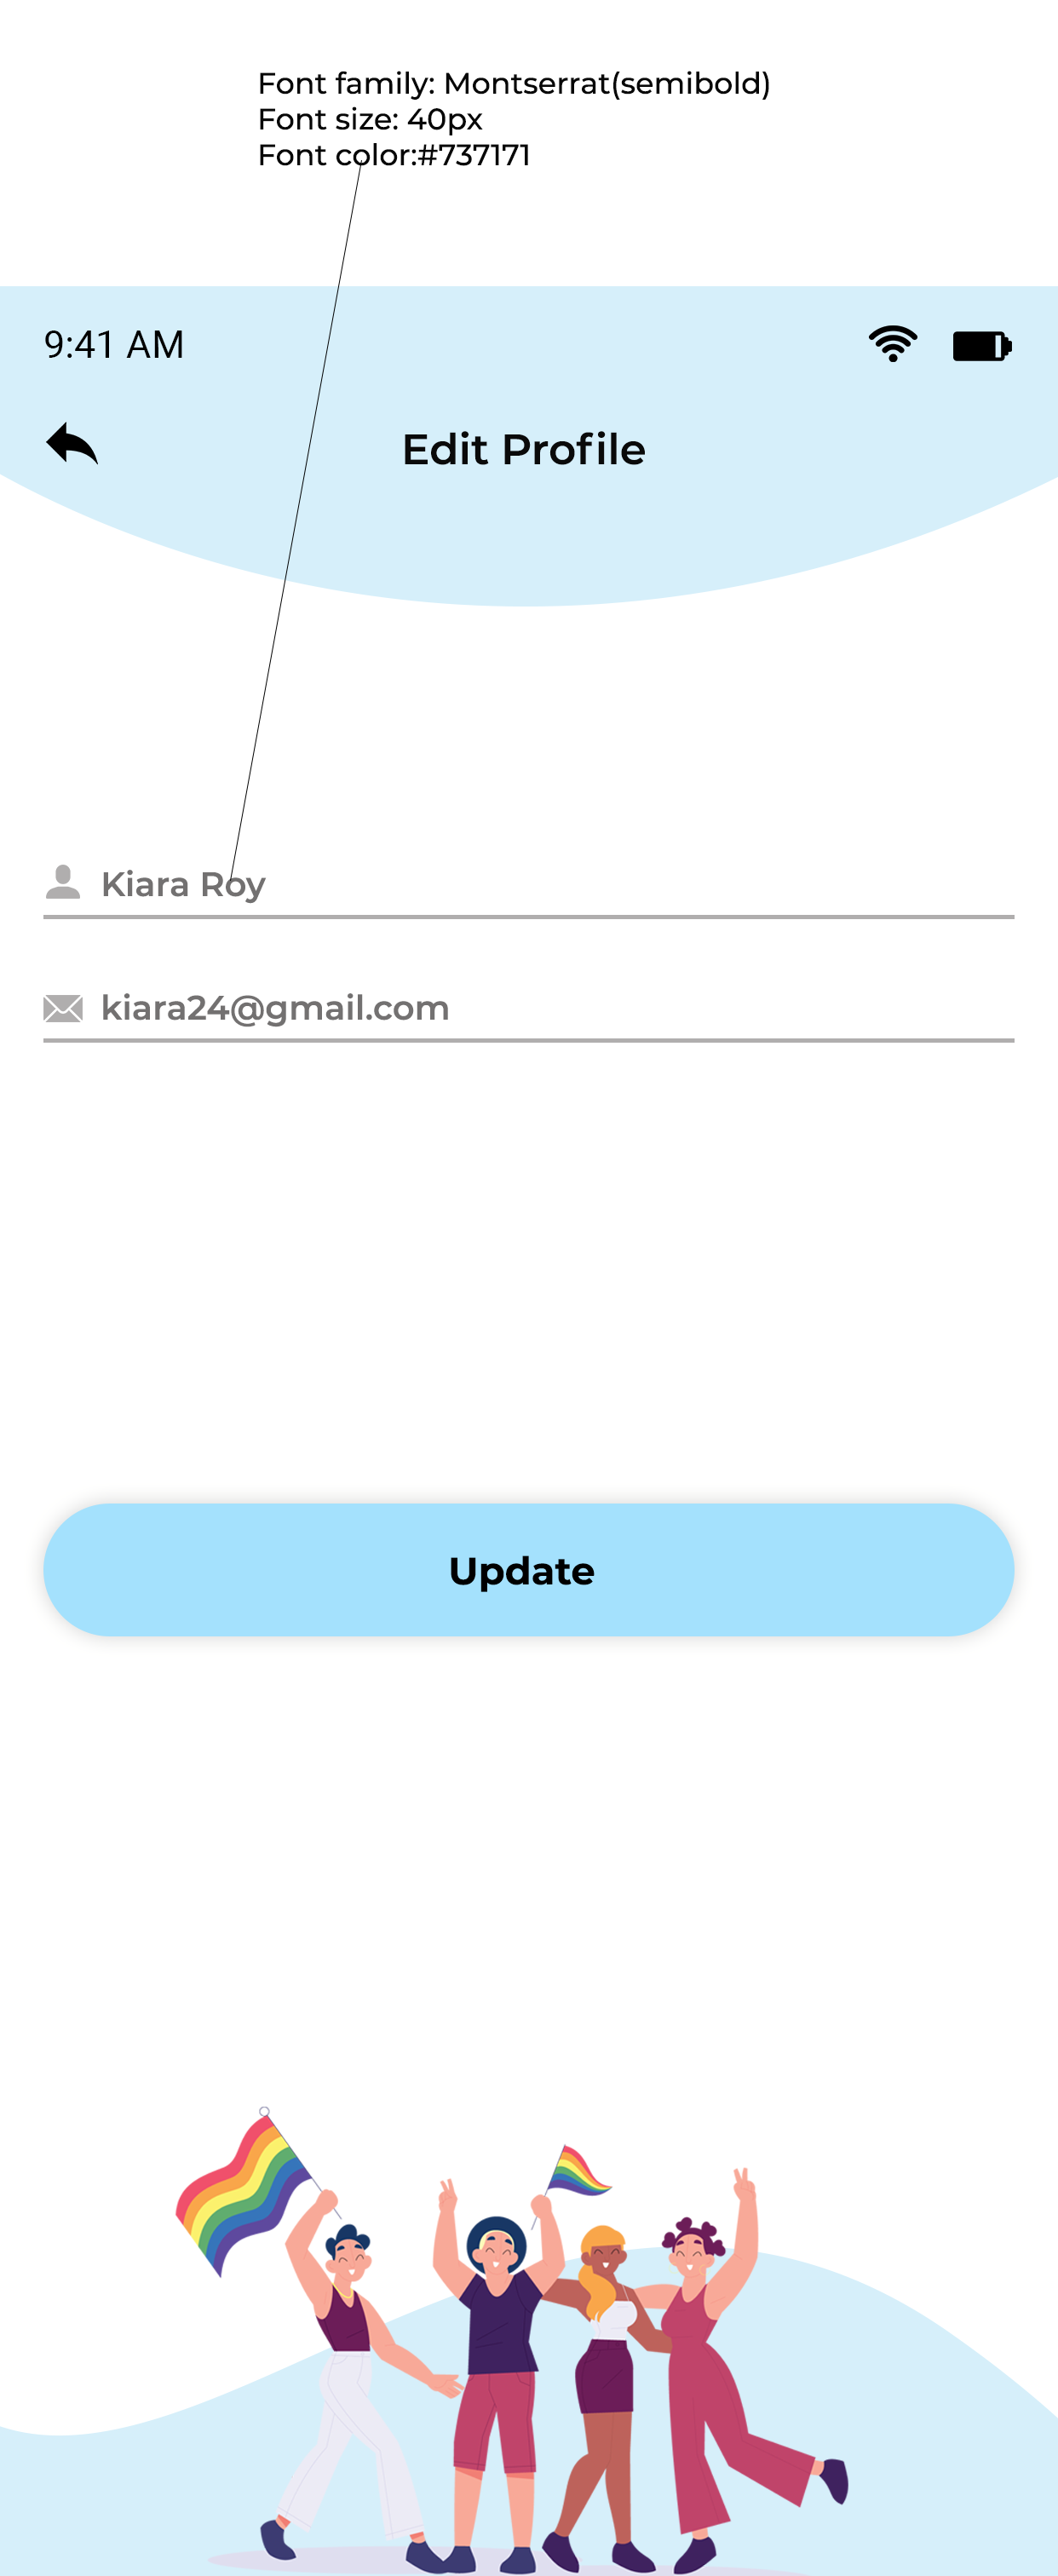 Font family: Montserrat(semibold)
Font size: 40px
Font color:#737171
9:41 AM
Edit Profile
Kiara Roy
kiara24@gmail.com
Update